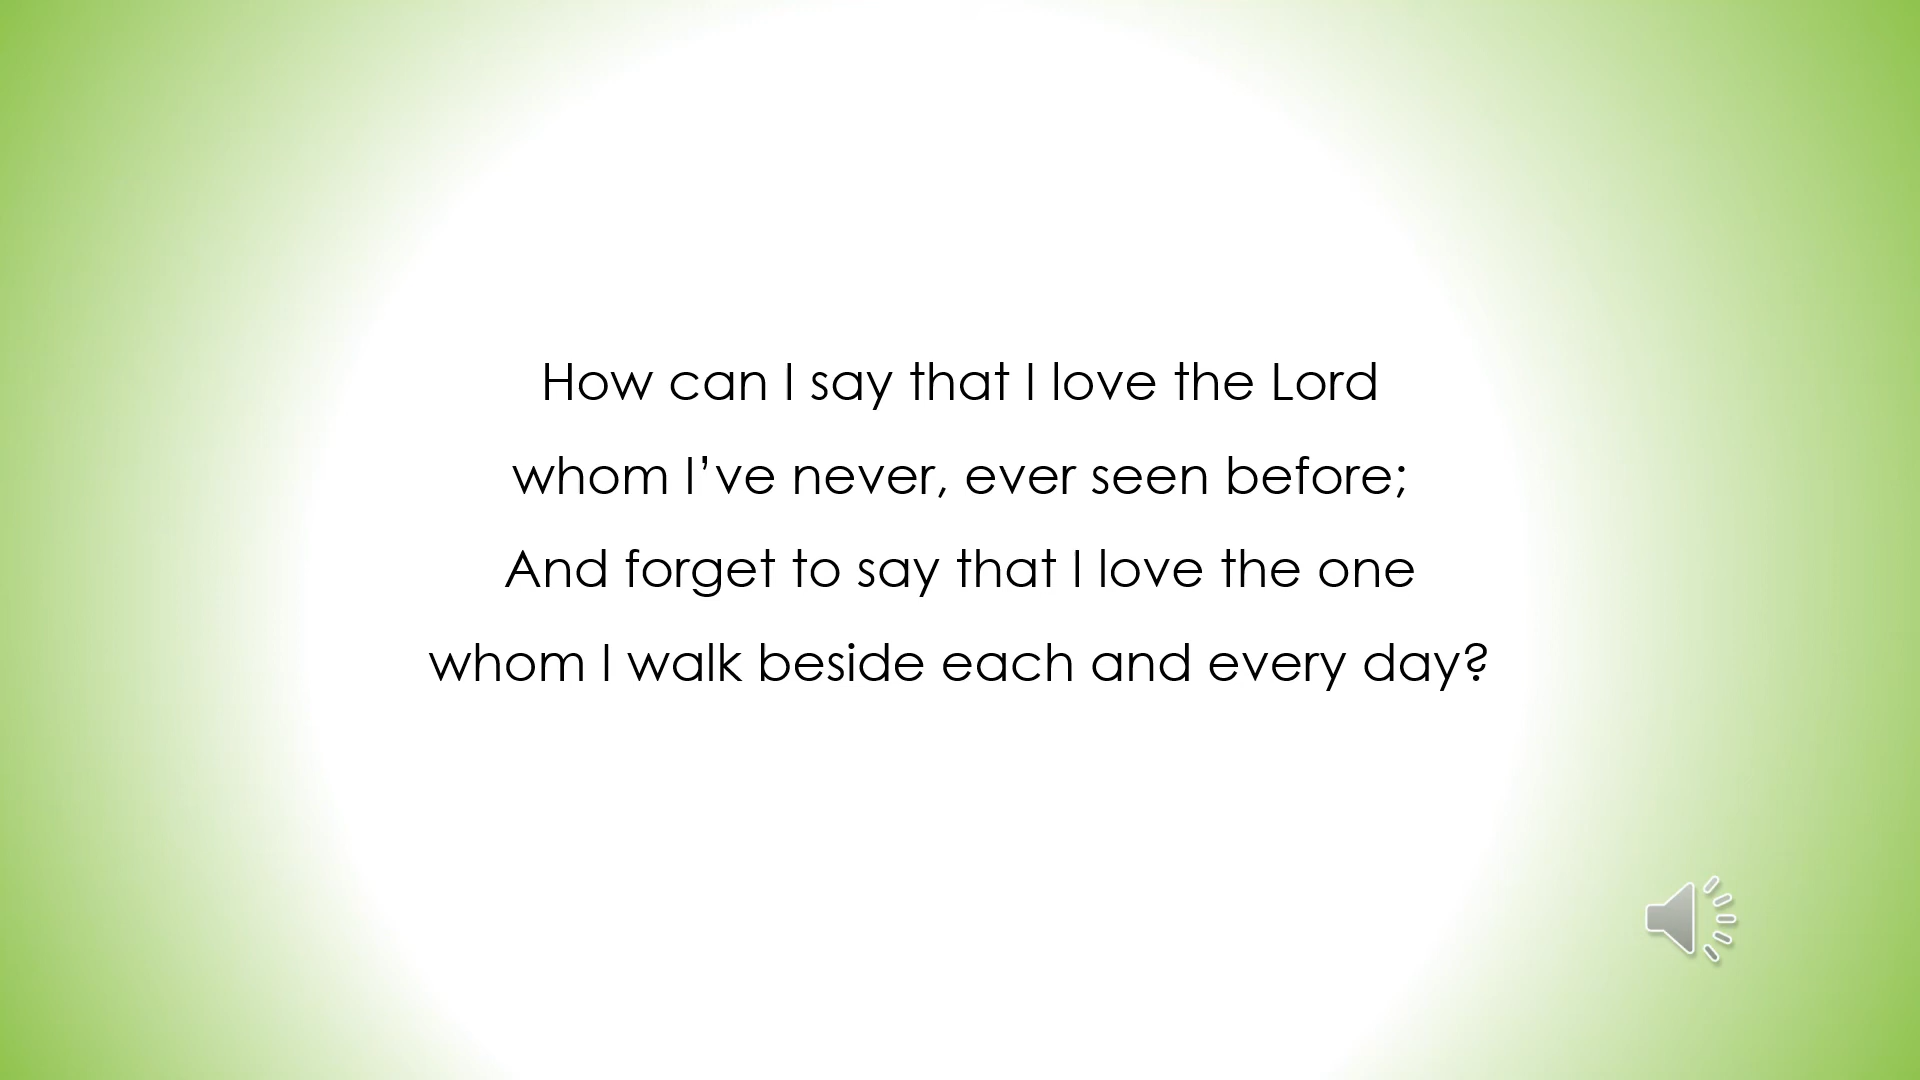 How can I say that I love the Lord
whom I’ve never, ever seen before;
And forget to say that I love the one
whom I walk beside each and every day?